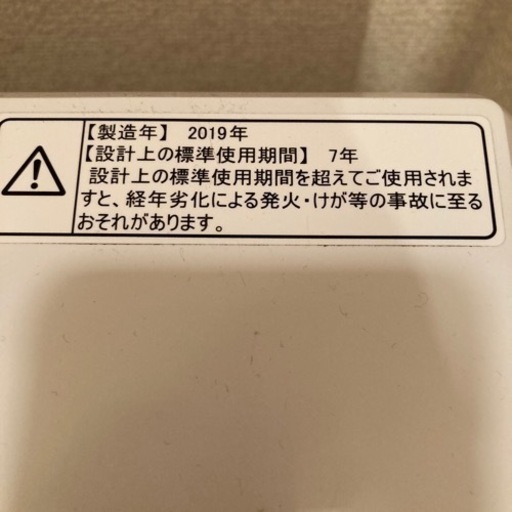 【製造年】 2019年
【設計上の標準使用期間】 7年
設計上の標準使用期間を超えてご使用されま
すと、経年劣化による発火・けが等の事故に至る
おそれがあります。